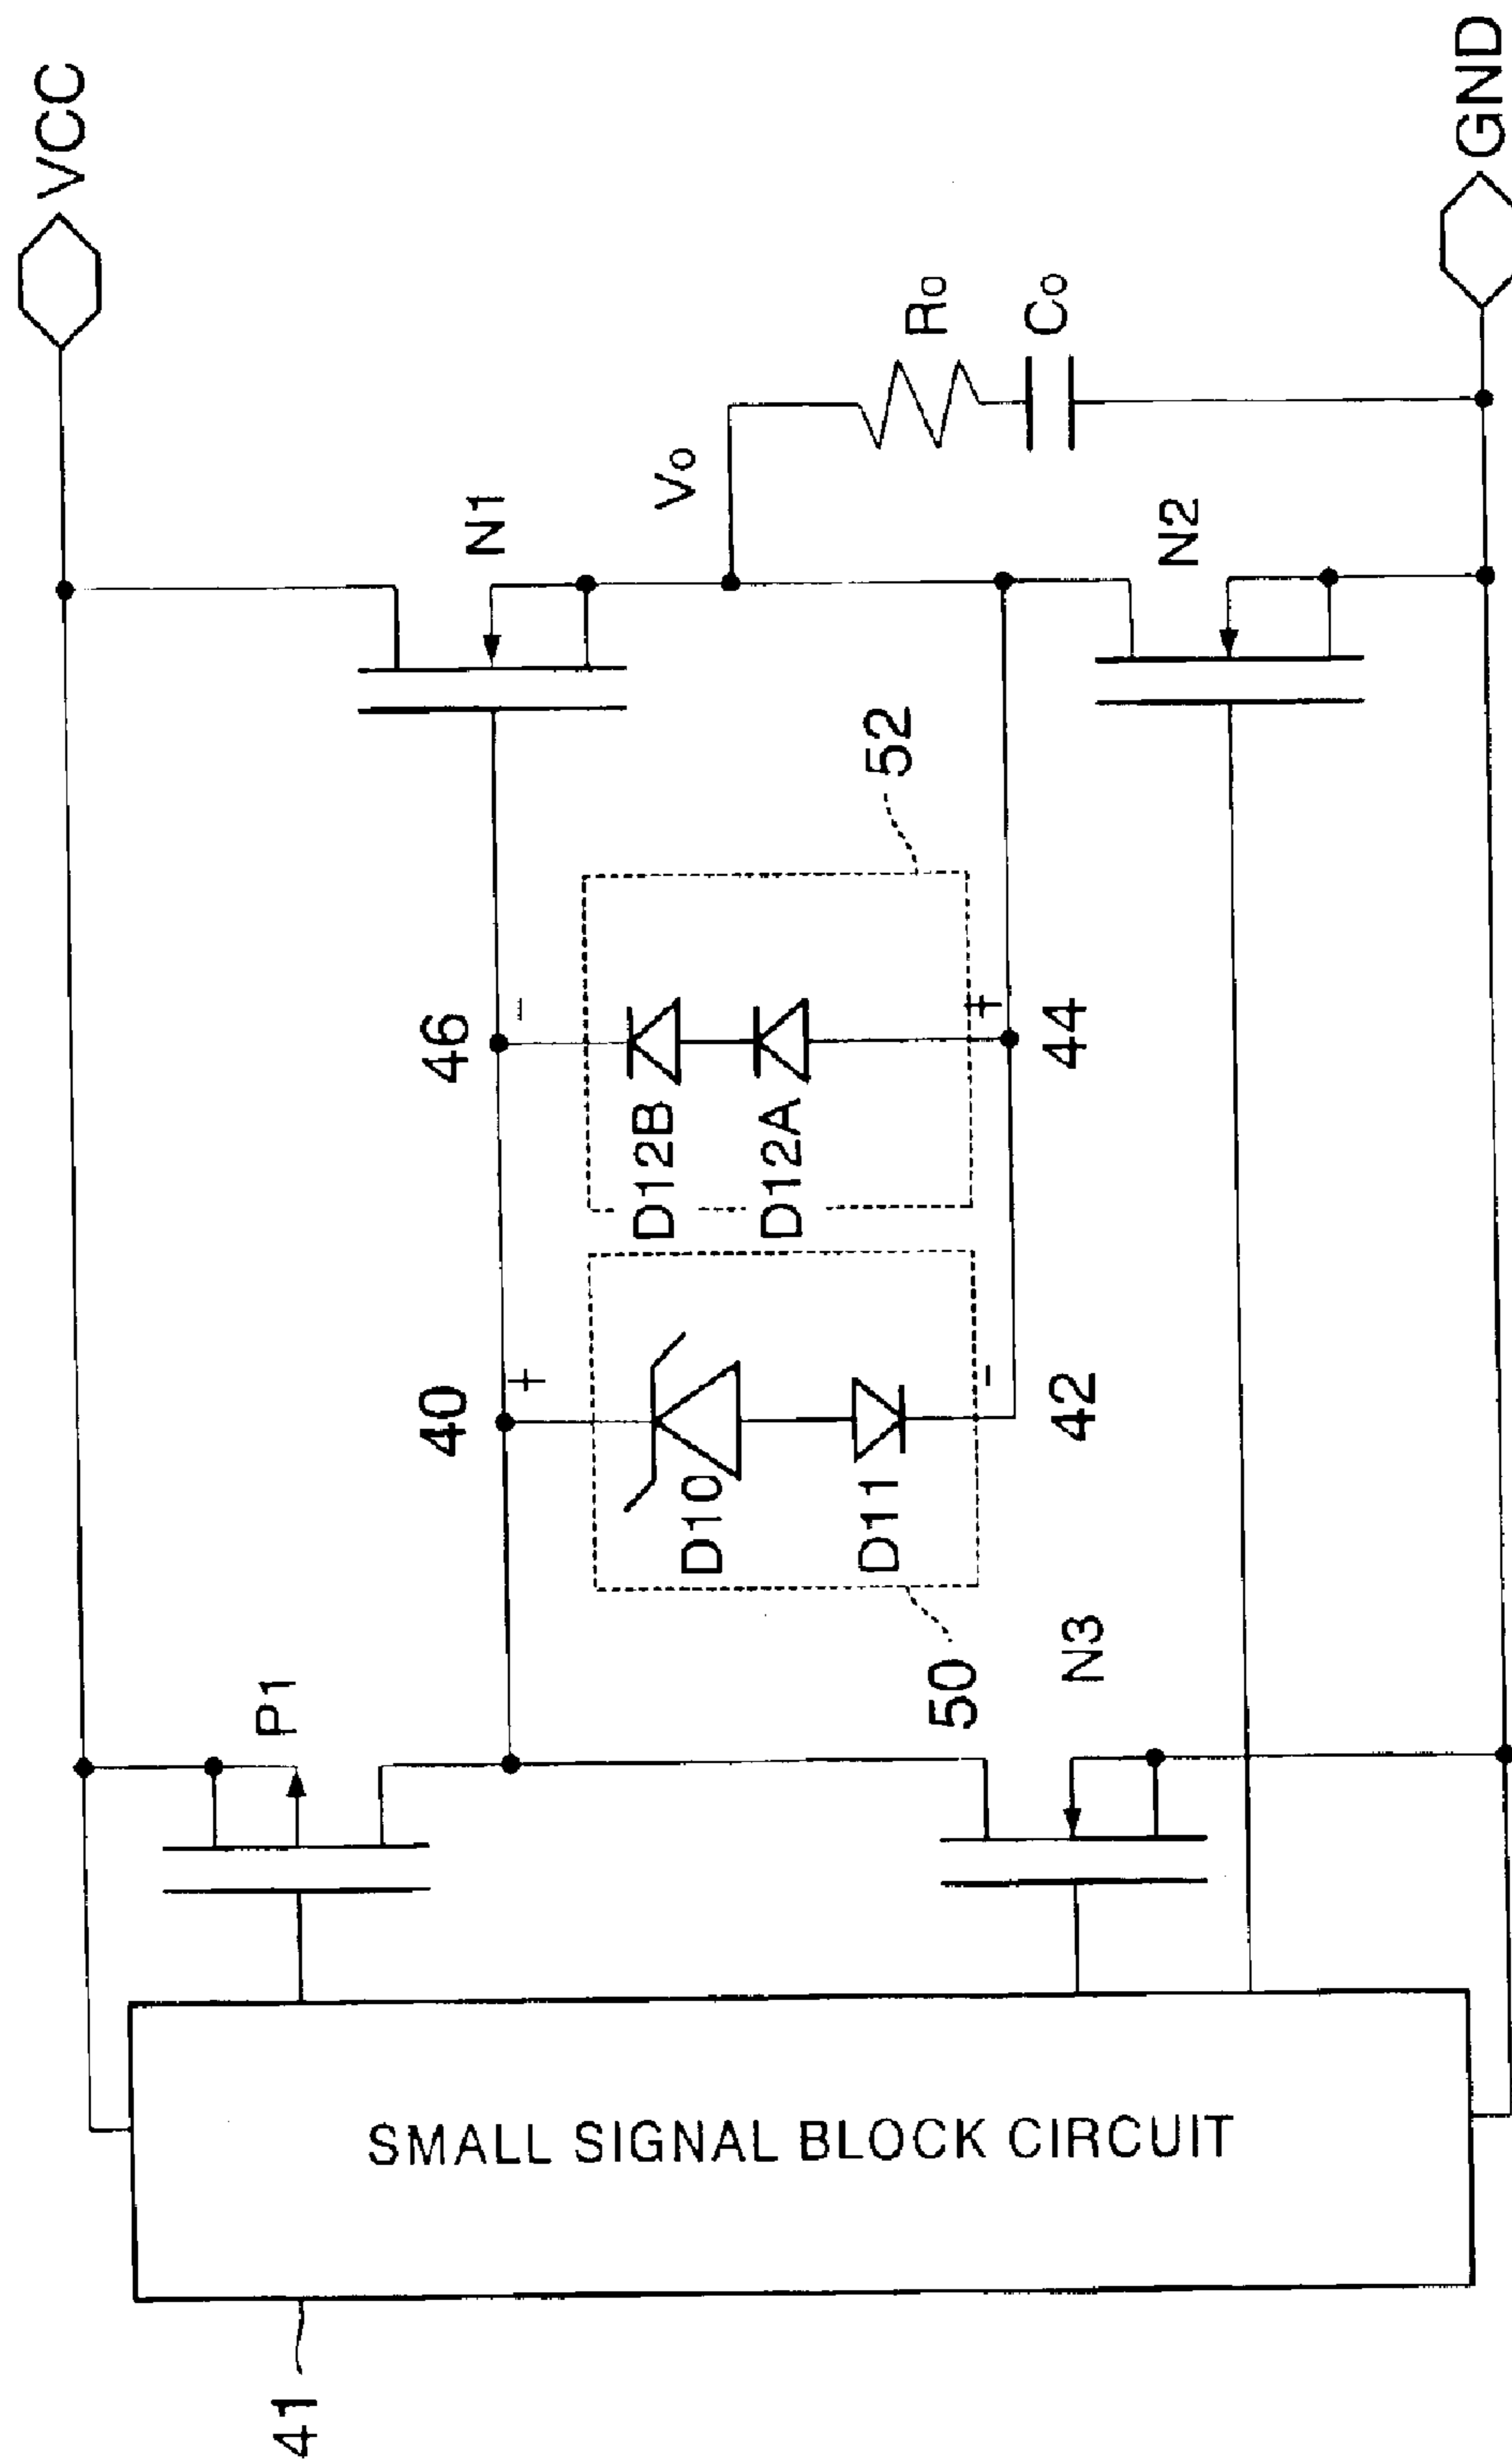 VCC
GND
P1
N1
Vo
Ro
Co
40
+
46
-
D10
D12B
52
D11
D12A
-
+
50
42
44
N3
N2
SMALL SIGNAL BLOCK CIRCUIT
41